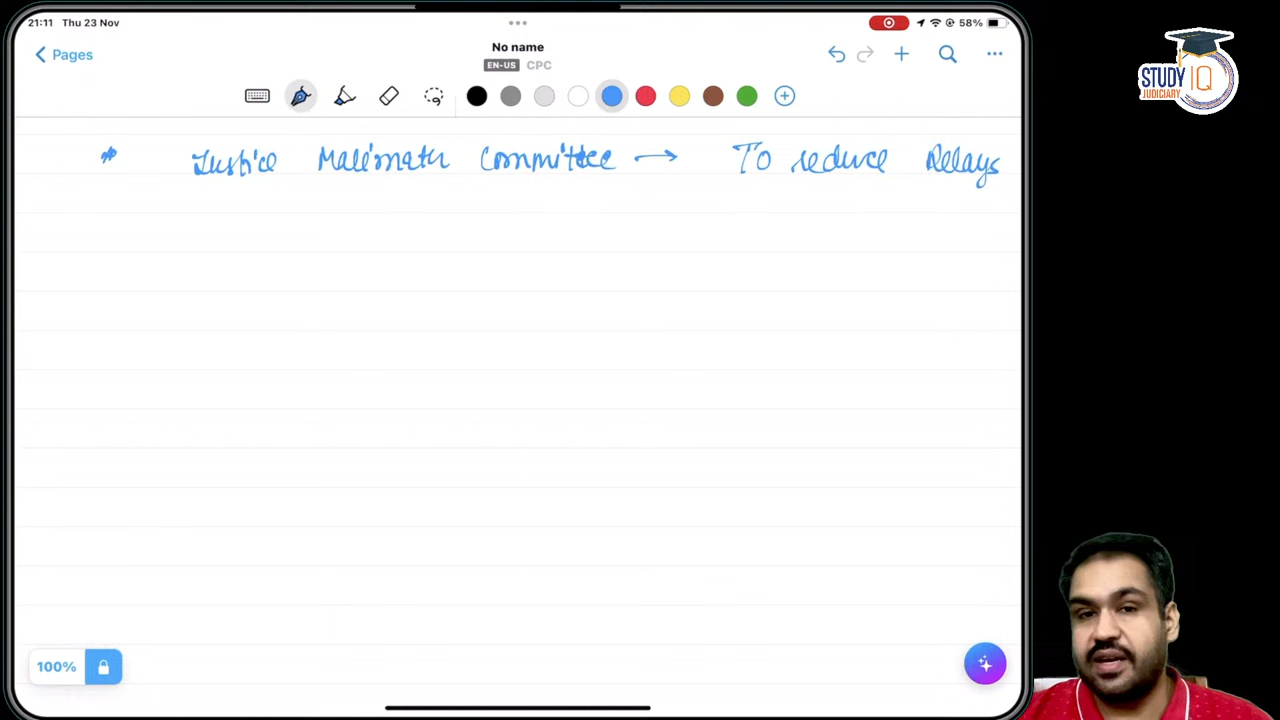 21:11 Thu 23 Nov
58%
Pages
No name
EN-US CPC
STUDY IQ
JUDICIARY
* Justice Malimath Committee → To reduce Delays
100%